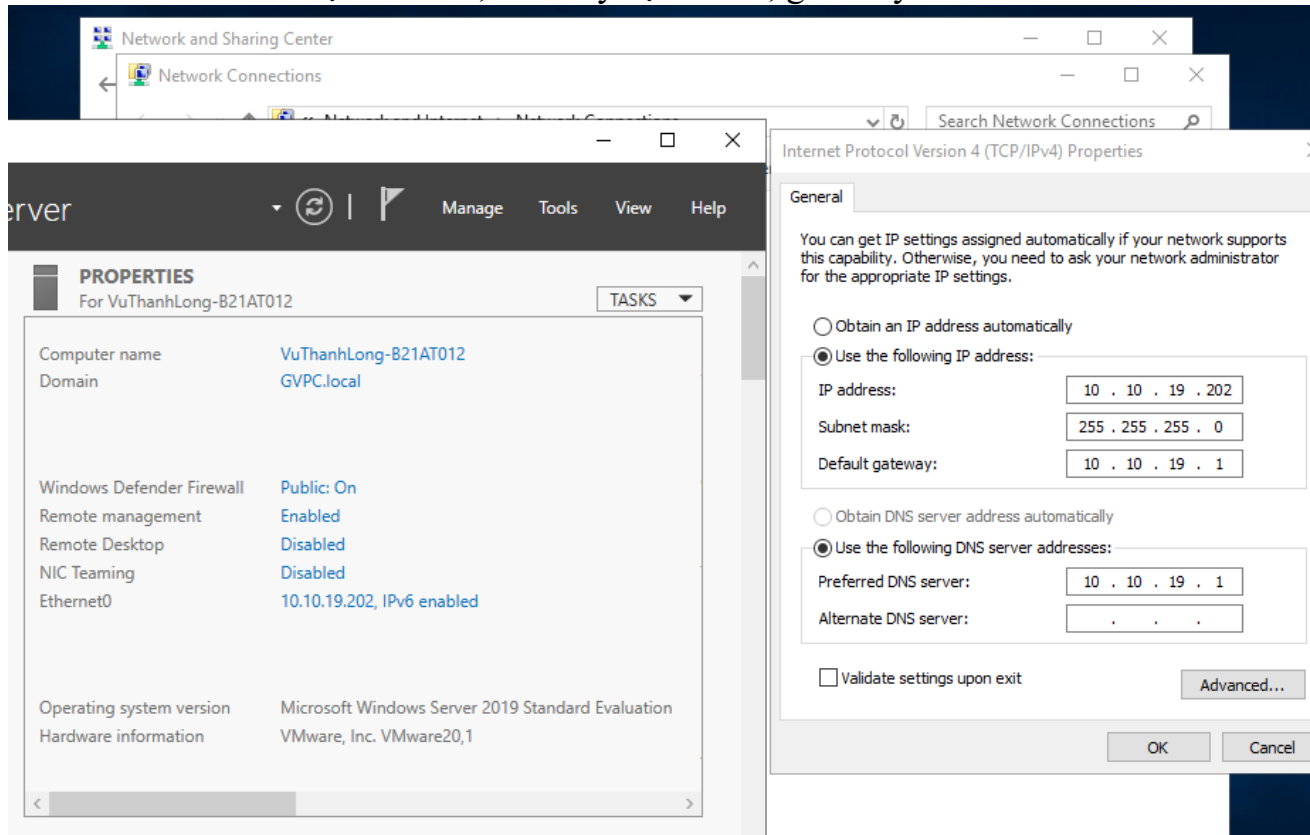 Network and Sharing Center
Network Connections
Search Network Connections
erver
Manage Tools View Help
PROPERTIES
For VuThanhLong-B21AT012
TASKS
Computer name VuThanhLong-B21AT012
Domain GVPC.local
Windows Defender Firewall Public: On
Remote management Enabled
Remote Desktop Disabled
NIC Teaming Disabled
Ethernet0 10.10.19.202, IPv6 enabled
Operating system version Microsoft Windows Server 2019 Standard Evaluation
Hardware information VMware, Inc. VMware20,1
Internet Protocol Version 4 (TCP/IPv4) Properties
General
You can get IP settings assigned automatically if your network supports
this capability. Otherwise, you need to ask your network administrator
for the appropriate IP settings.
Obtain an IP address automatically
Use the following IP address:
IP address: 10 . 10 . 19 . 202
Subnet mask: 255 . 255 . 255 . 0
Default gateway: 10 . 10 . 19 . 1
Obtain DNS server address automatically
Use the following DNS server addresses:
Preferred DNS server: 10 . 10 . 19 . 1
Alternate DNS server: . . .
Validate settings upon exit
Advanced...
OK Cancel